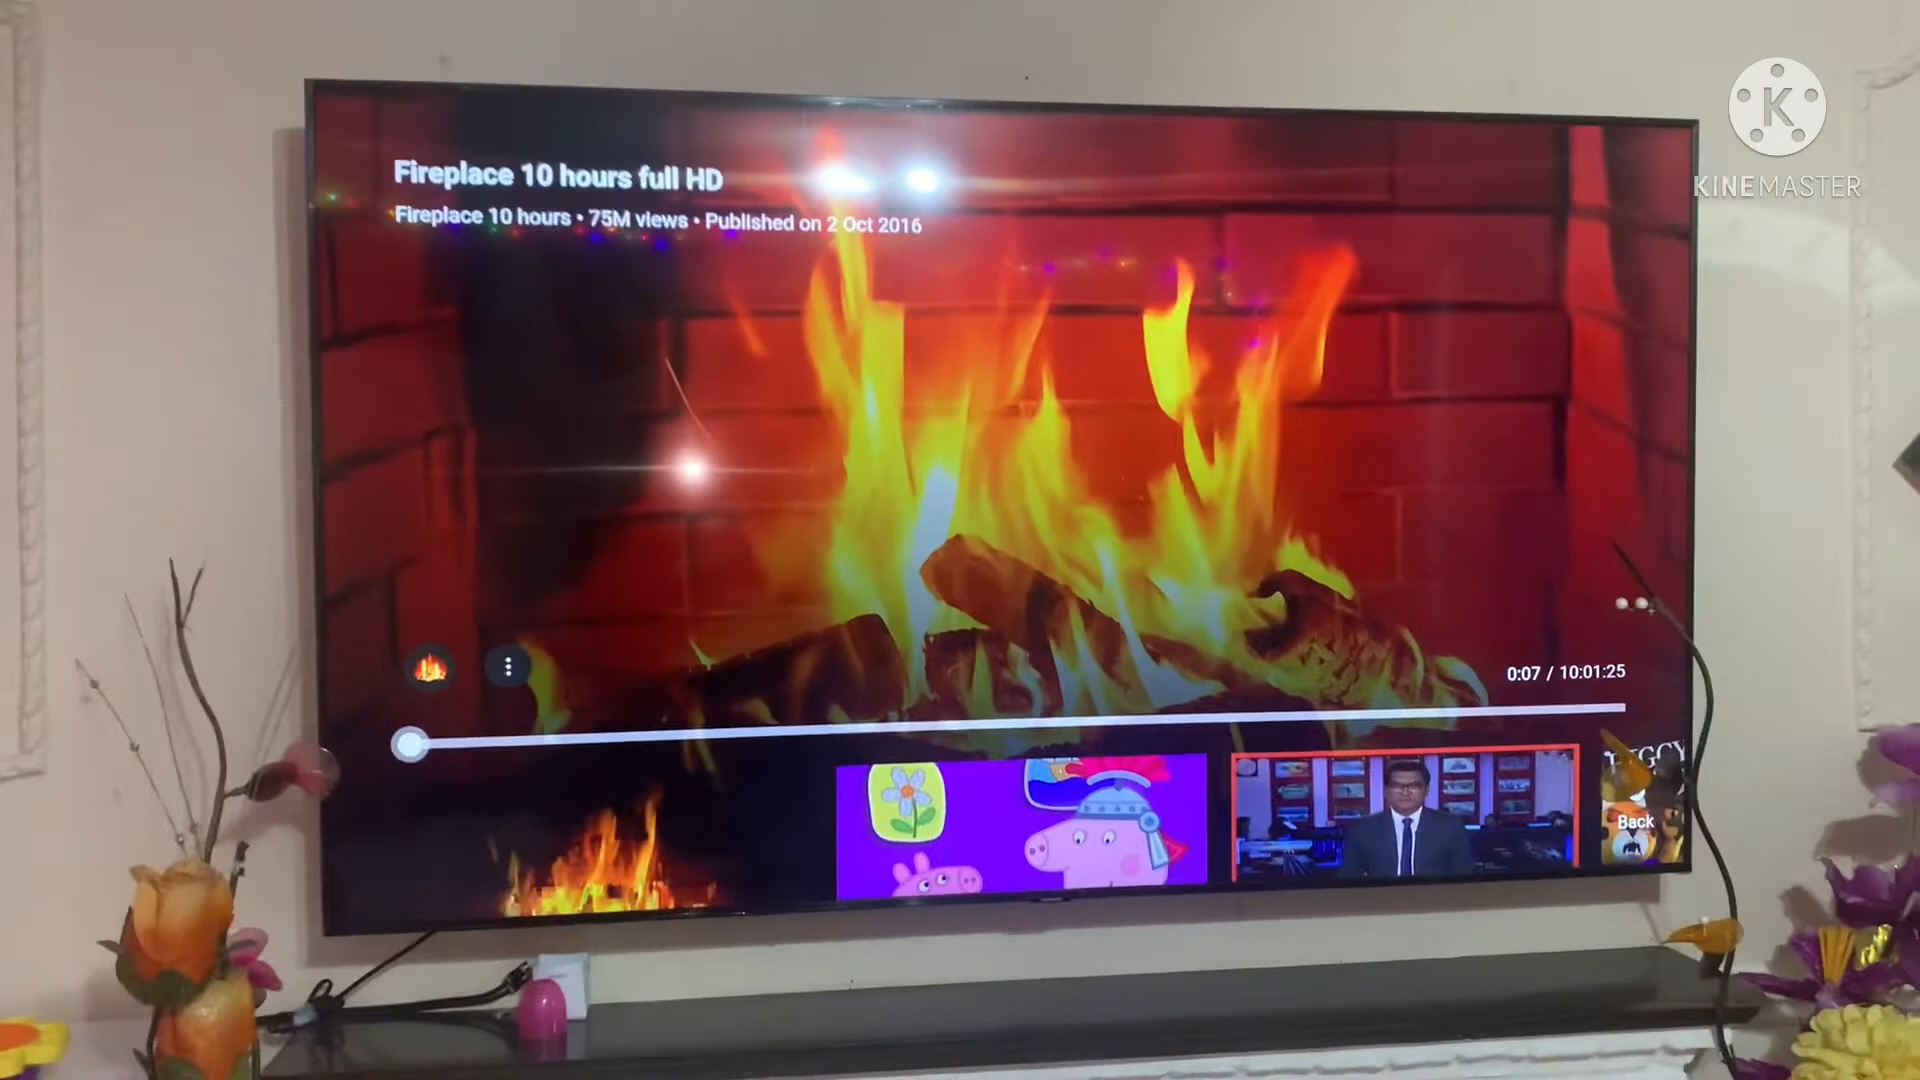 Fireplace 10 hours full HD
Fireplace 10 hours • 75M views • Published on 2 Oct 2016
K
KINEMASTER
0:07 / 10:01:25
Back